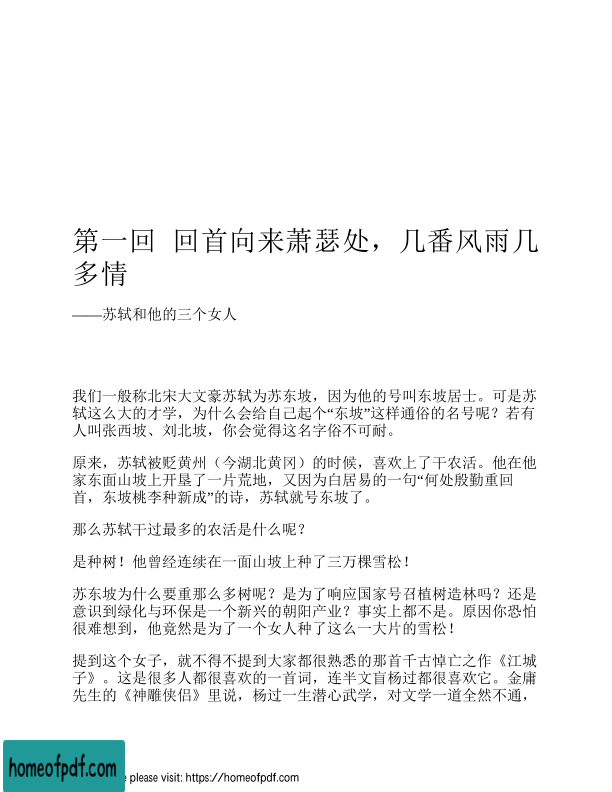 第一回 回首向来萧瑟处，几番风雨几
多情
——苏轼和他的三个女人
我们一般称北宋大文豪苏轼为苏东坡，因为他的号叫东坡居士。可是苏
轼这么大的才学，为什么会给自己起个“东坡”这样通俗的名号呢？若有
人叫张西坡、刘北坡，你会觉得这名字俗不可耐。
原来，苏轼被贬黄州（今湖北黄冈）的时候，喜欢上了干农活。他在他
家东面山坡上开垦了一片荒地，又因为白居易的一句“何处殷勤重回
首，东坡桃李种新成”的诗，苏轼就号东坡了。
那么苏轼干过最多的农活是什么呢？
是种树！他曾经连续在一面山坡上种了三万棵雪松！
苏东坡为什么要重那么多树呢？是为了响应国家号召植树造林吗？还是
意识到绿化与环保是一个新兴的朝阳产业？事实上都不是。原因你恐怕
很难想到，他竟然是为了一个女人种了这么一大片的雪松！
提到这个女子，就不得不提到大家都很熟悉的那首千古悼亡之作《江城
子》。这是很多人都很喜欢的一首词，连半文盲杨过都很喜欢它。金庸
先生的《神雕侠侣》里说，杨过一生潜心武学，对文学一道全然不通，
homeofpdf.com
e please visit: https://homeofpdf.com